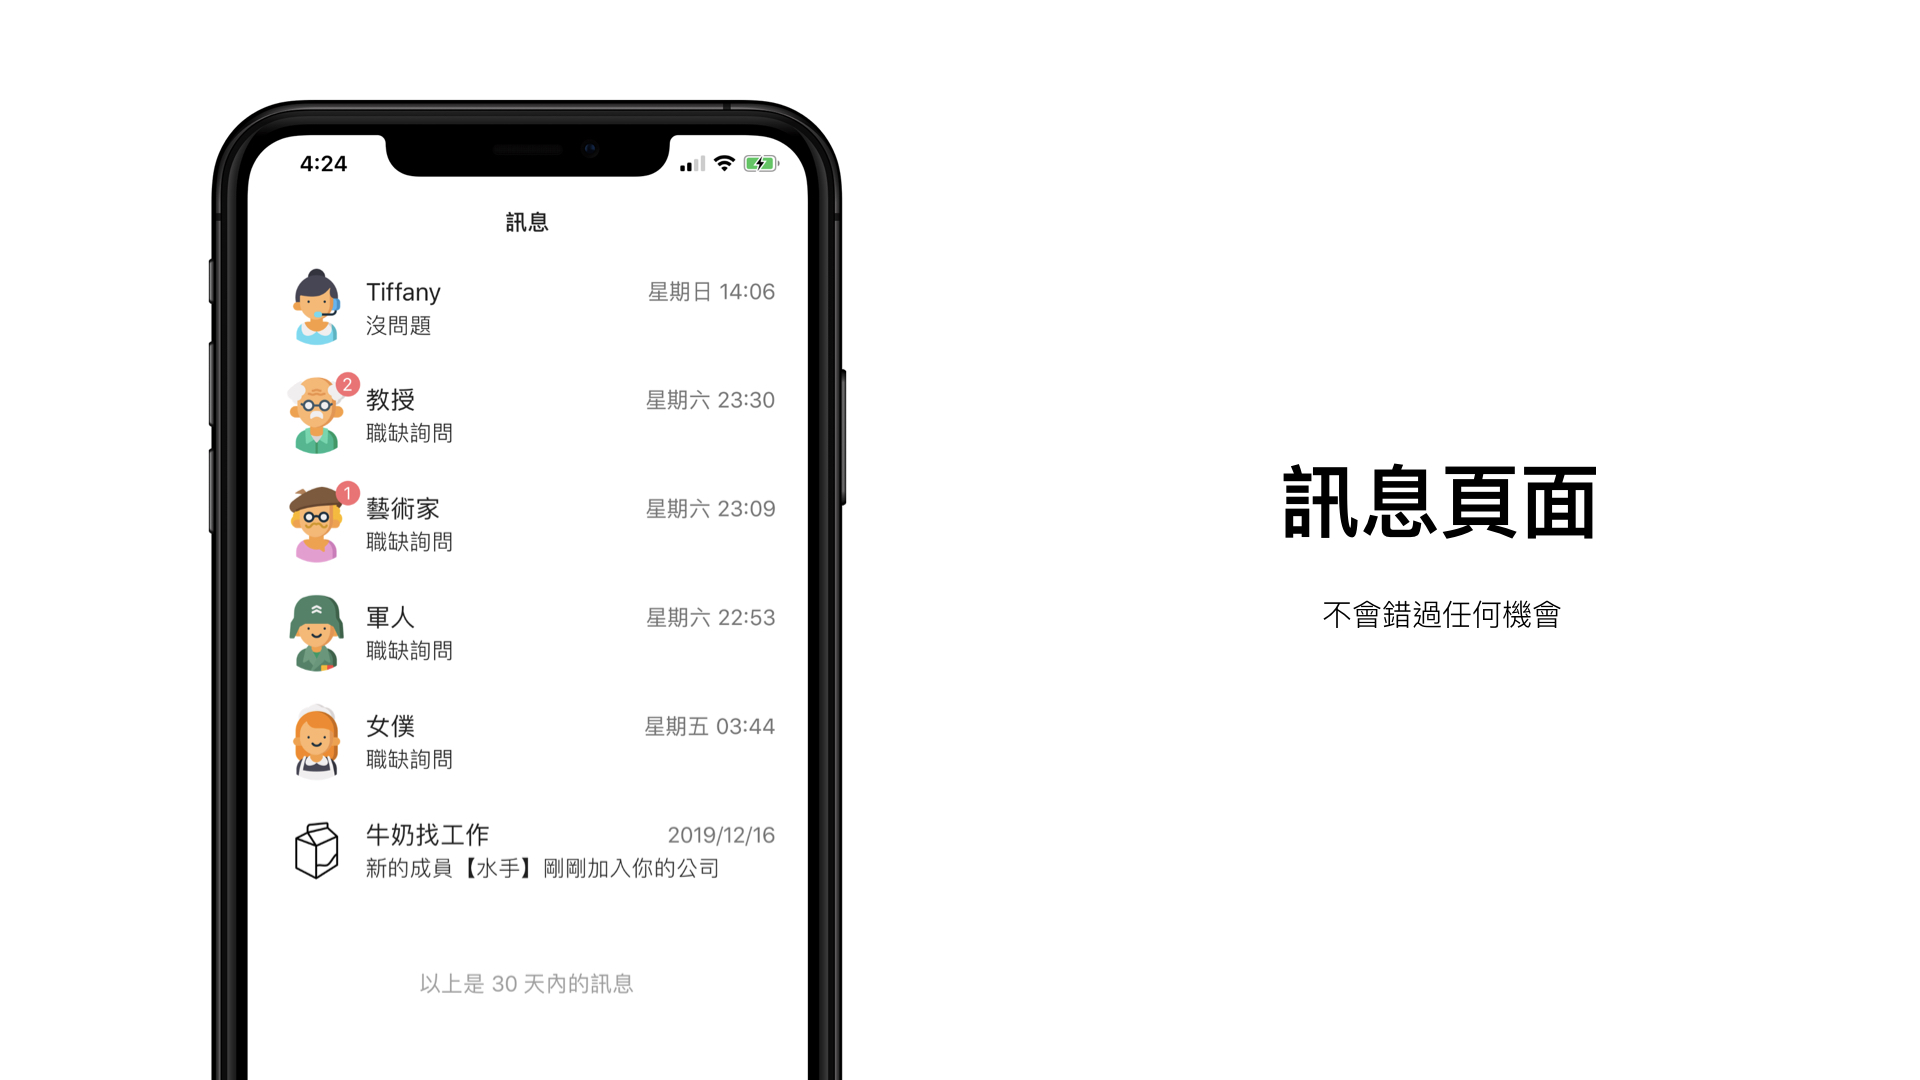 4:24
訊息
Tiffany
星期日 14:06
沒問題
2
教授
星期六 23:30
職缺詢問
1
藝術家
星期六 23:09
職缺詢問
軍人
星期六 22:53
職缺詢問
女僕
星期五 03:44
職缺詢問
牛奶找工作
2019/12/16
新的成員【水手】剛剛加入你的公司
以上是 30 天內的訊息
訊息頁面
不會錯過任何機會